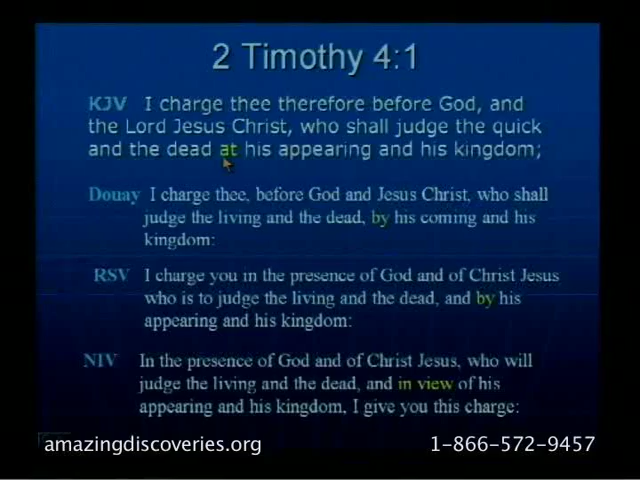 2 Timothy 4:1
KJV I charge thee therefore before God, and
the Lord Jesus Christ, who shall judge the quick
and the dead at his appearing and his kingdom;
Douay I charge thee, before God and Jesus Christ, who shall
judge the living and the dead, by his coming and his
kingdom:
RSV I charge you in the presence of God and of Christ Jesus
who is to judge the living and the dead, and by his
appearing and his kingdom:
NIV In the presence of God and of Christ Jesus, who will
judge the living and the dead, and in view of his
appearing and his kingdom, I give you this charge:
amazingdiscoveries.org 1-866-572-9457